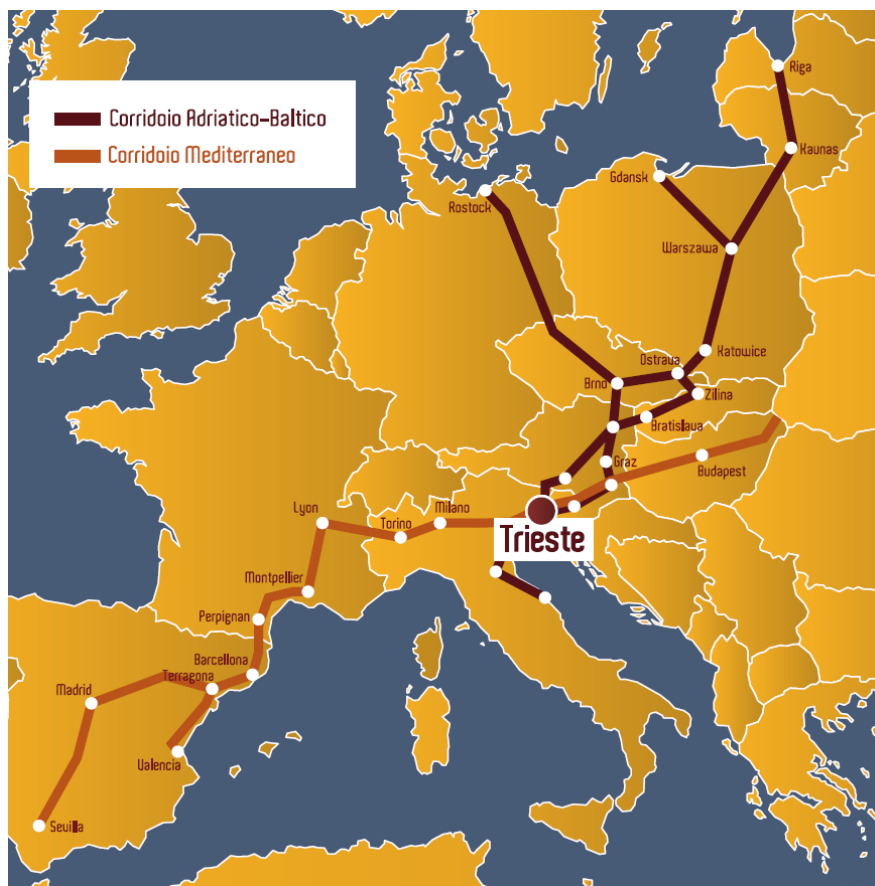 Corridoio Adriatico-Baltico
Corridoio Mediterraneo
Riga
Kaunas
Gdansk
Rostock
Warszawa
Katowice
Ostrava
Brno
Zilina
Bratislava
Graz
Budapest
Lyon
Torino
Milano
Trieste
Montpellier
Perpignan
Barcellona
Terragona
Madrid
Valencia
Sevilla